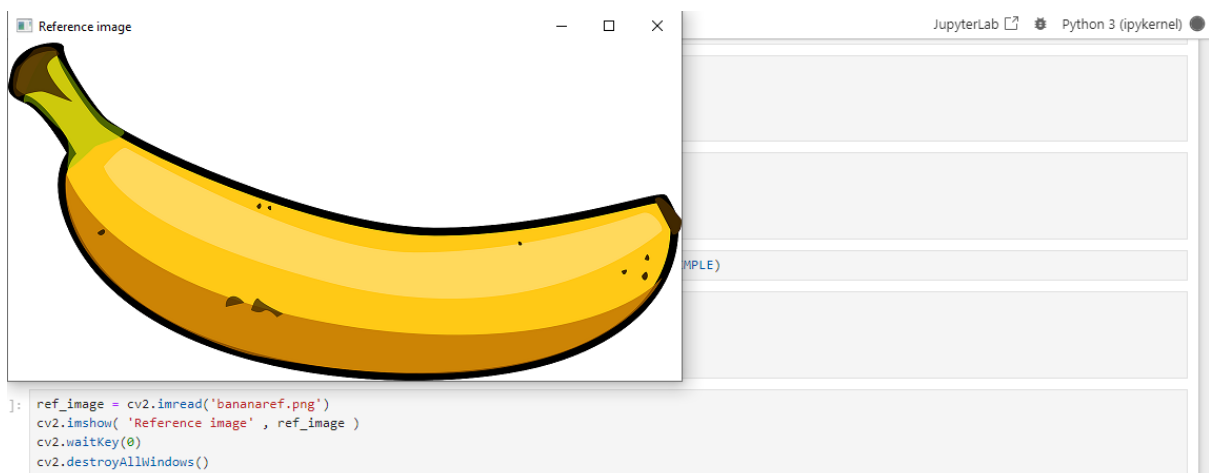 Reference image
JupyterLab Python 3 (ipykernel)
MPLE)
]: ref_image = cv2.imread('bananaref.png')
cv2.imshow( 'Reference image' , ref_image )
cv2.waitKey(0)
cv2.destroyAllWindows()